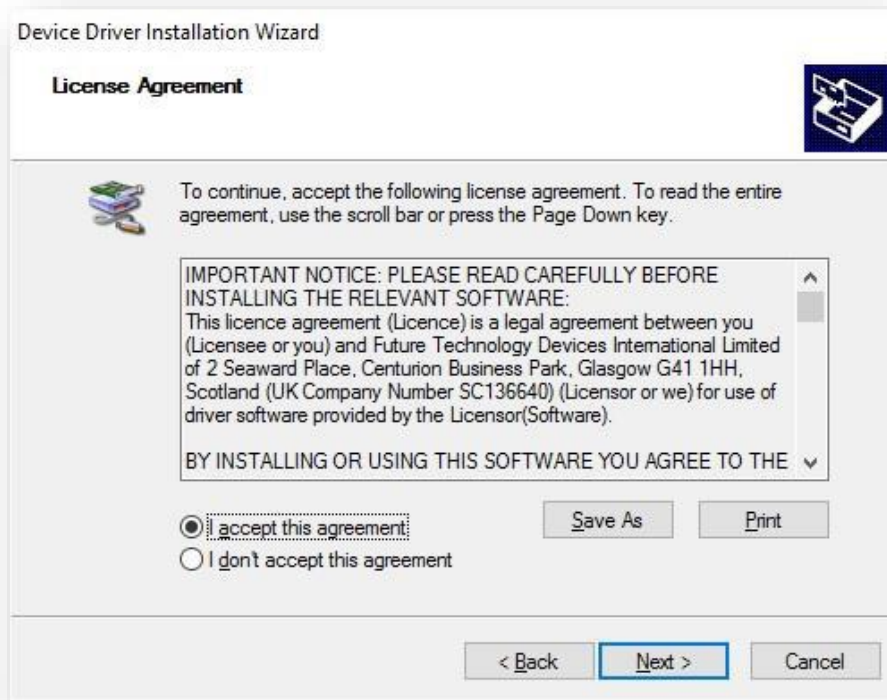 Device Driver Installation Wizard
License Agreement
To continue, accept the following license agreement. To read the entire
agreement, use the scroll bar or press the Page Down key.
IMPORTANT NOTICE: PLEASE READ CAREFULLY BEFORE
INSTALLING THE RELEVANT SOFTWARE:
This licence agreement (Licence) is a legal agreement between you
(Licensee or you) and Future Technology Devices International Limited
of 2 Seaward Place, Centurion Business Park, Glasgow G41 1HH,
Scotland (UK Company Number SC136640) (Licensor or we) for use of
driver software provided by the Licensor(Software).
BY INSTALLING OR USING THIS SOFTWARE YOU AGREE TO THE
I accept this agreement
Save As
Print
I don't accept this agreement
< Back
Next >
Cancel